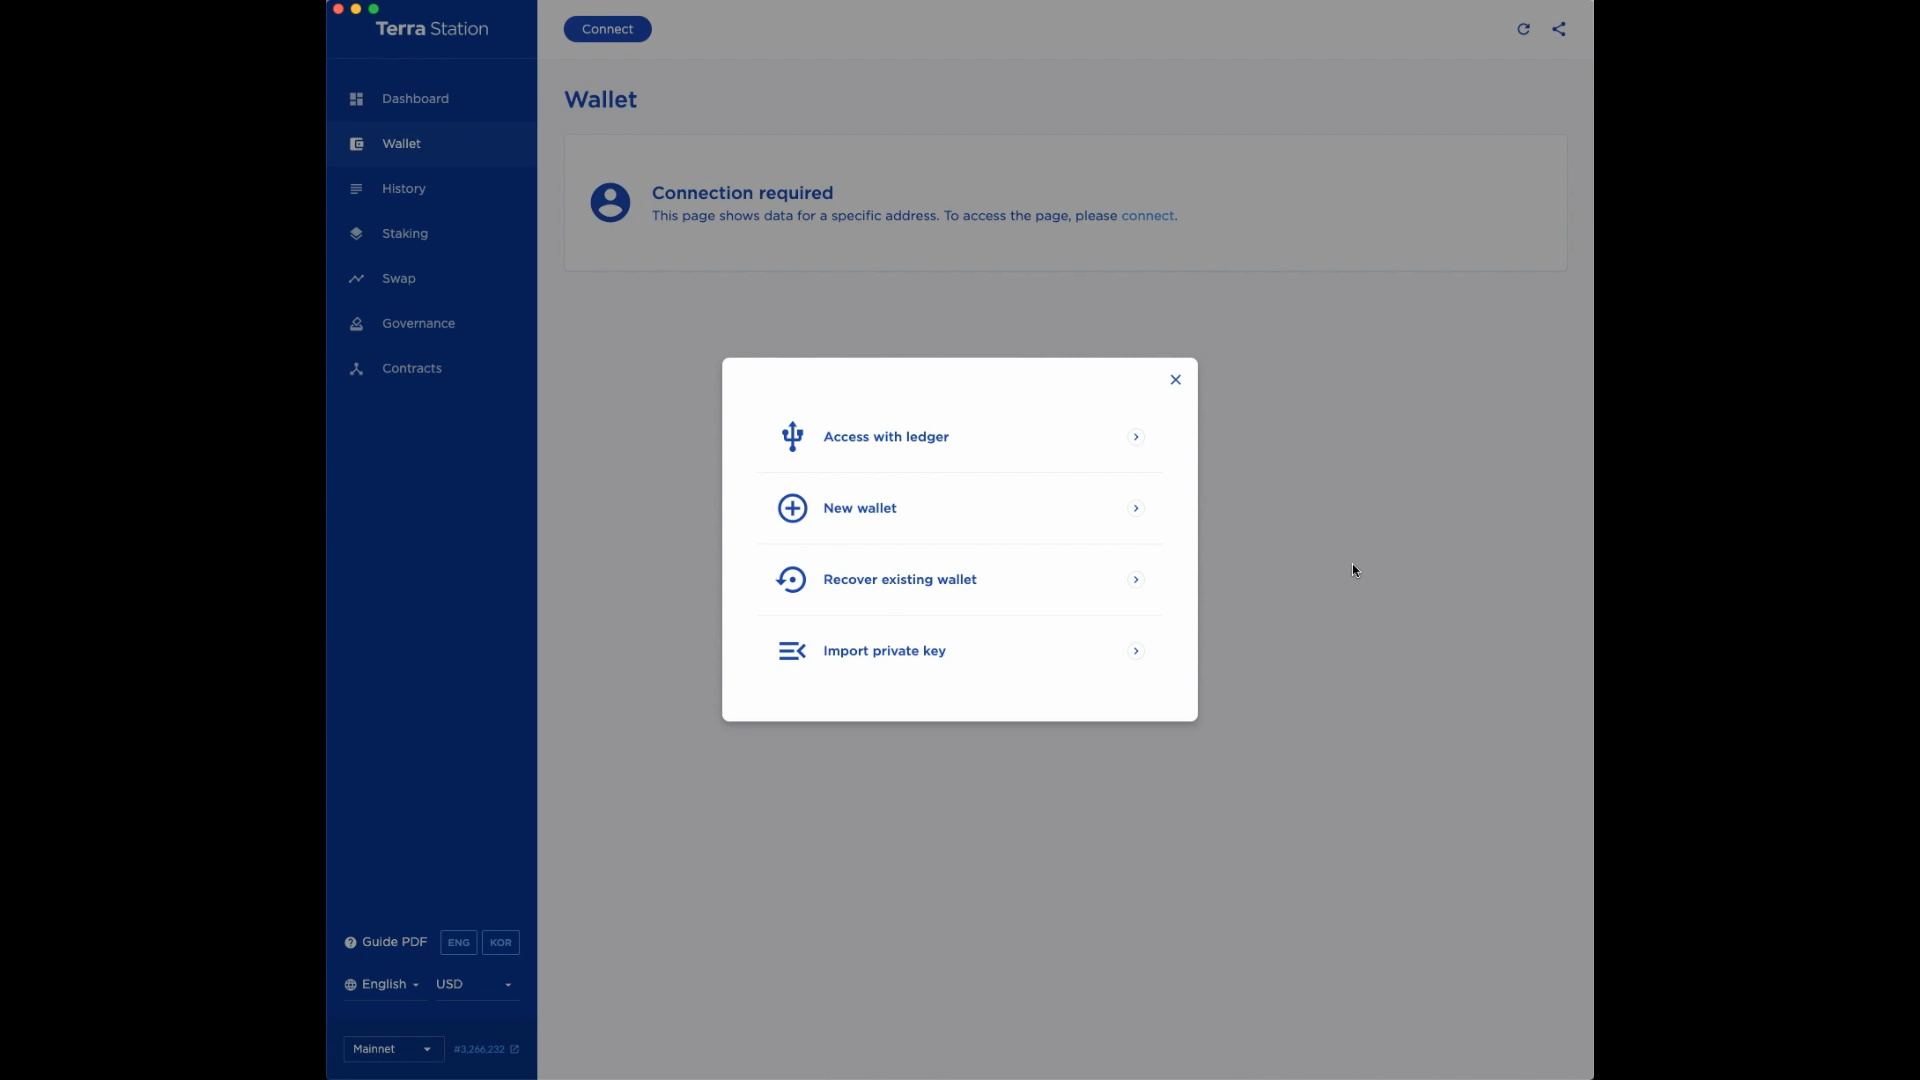 Terra Station
Connect
Dashboard
Wallet
History
Staking
Swap
Governance
Contracts
Wallet
Connection required
This page shows data for a specific address. To access the page, please connect.
Access with ledger
New wallet
Recover existing wallet
Import private key
Guide PDF ENG KOR
English USD
Mainnet #3,266,232